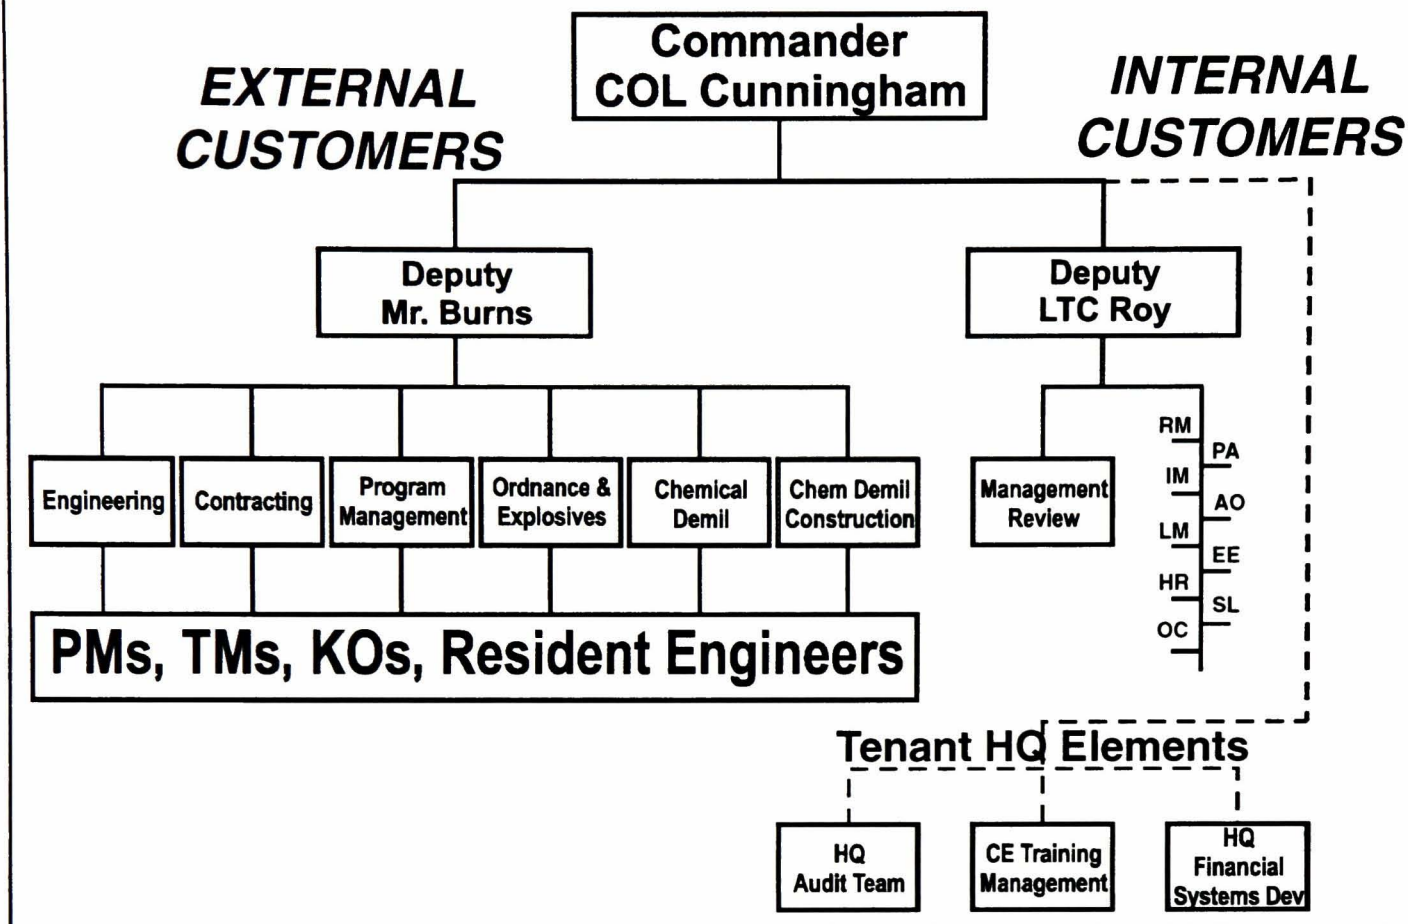 Commander
COL Cunningham
EXTERNAL
CUSTOMERS
INTERNAL
CUSTOMERS
Deputy
Mr. Burns
Deputy
LTC Roy
Engineering
Contracting
Program
Management
Ordnance &
Explosives
Chemical
Demil
Chem Demil
Construction
Management
Review
RM
PA
IM
AO
LM
EE
HR
SL
OC
PMs, TMs, KOs, Resident Engineers
Tenant HQ Elements
HQ
Audit Team
CE Training
Management
HQ
Financial
Systems Dev